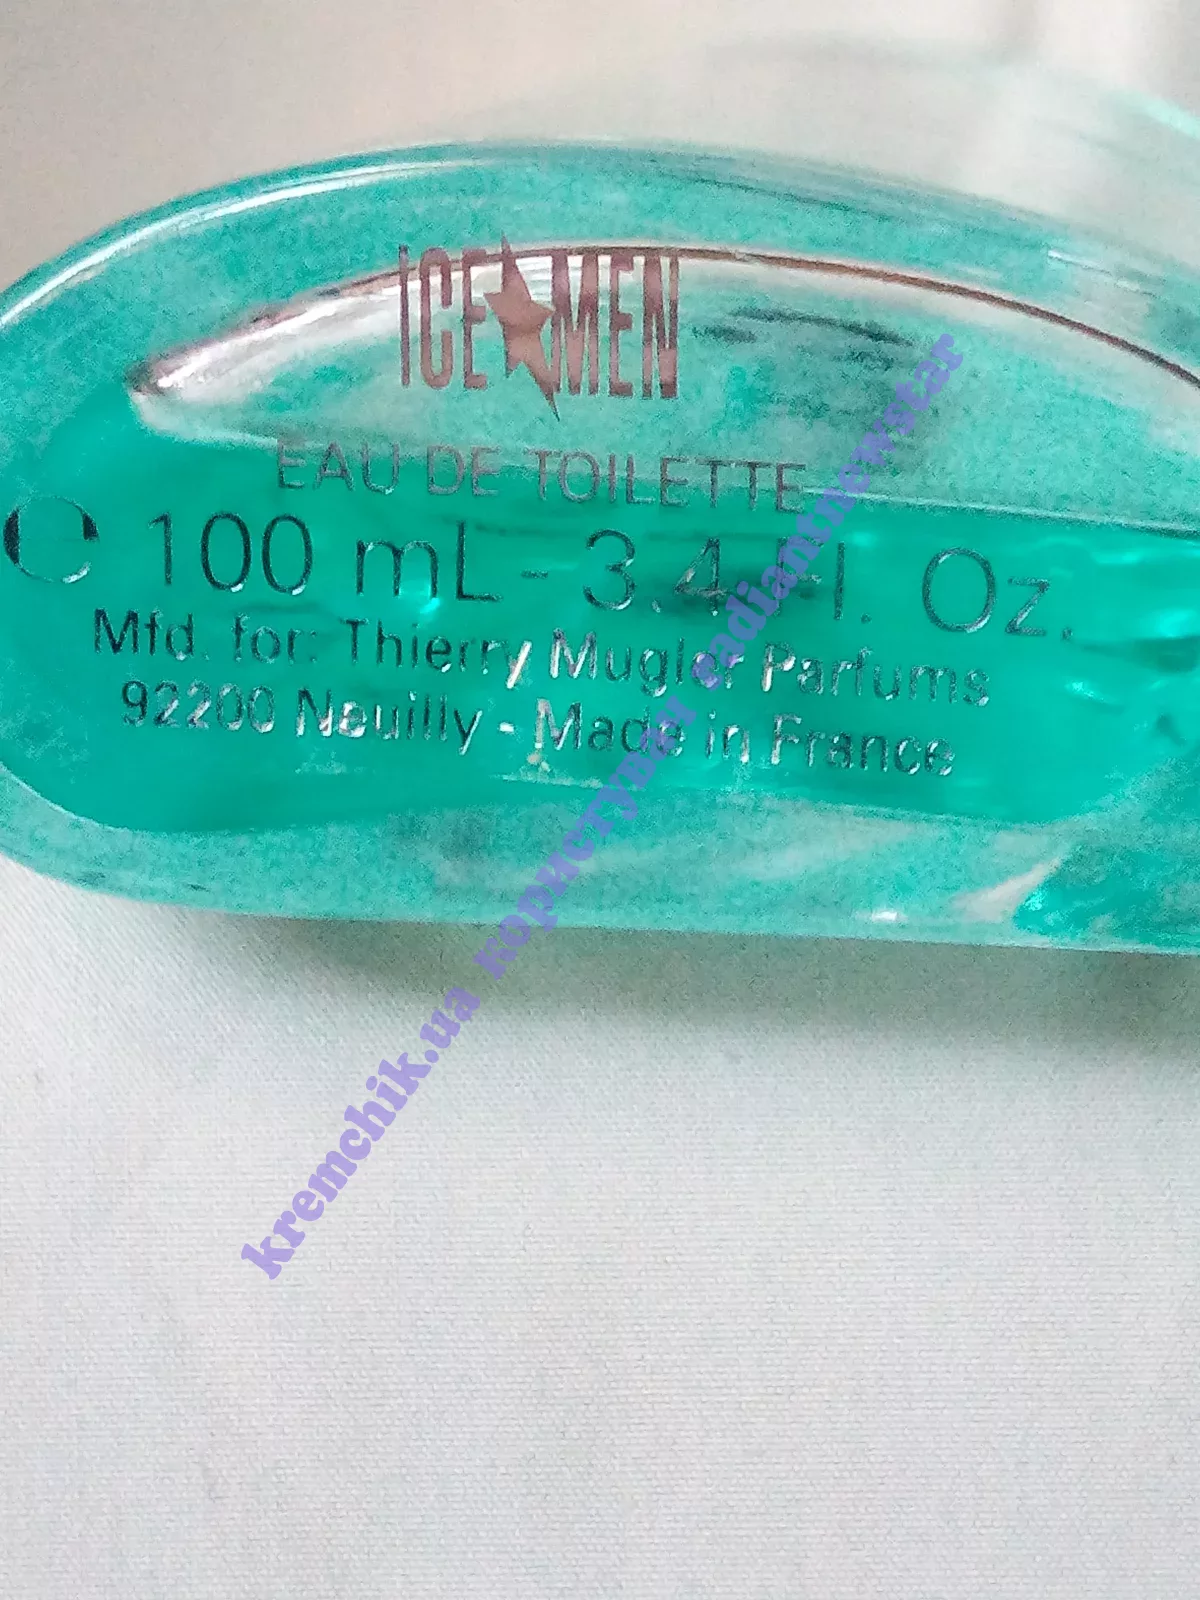 ICE★MEN
EAU DE TOILETTE
℮ 100 mL - 3.4 Fl. Oz.
Mfd. for: Thierry Mugler Parfums
92200 Neuilly - Made in France
kremchik.ua користувач radiantnewstar